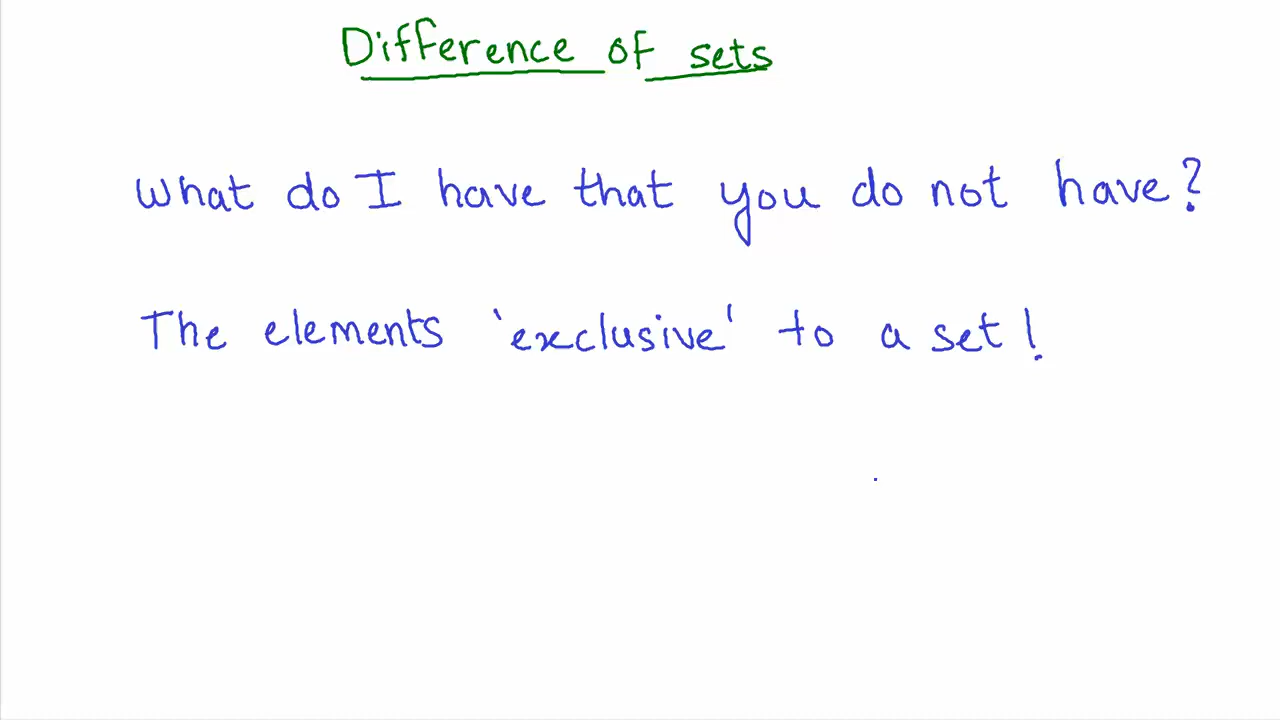 Difference of sets
What do I have that you do not have?
The elements 'exclusive' to a set!